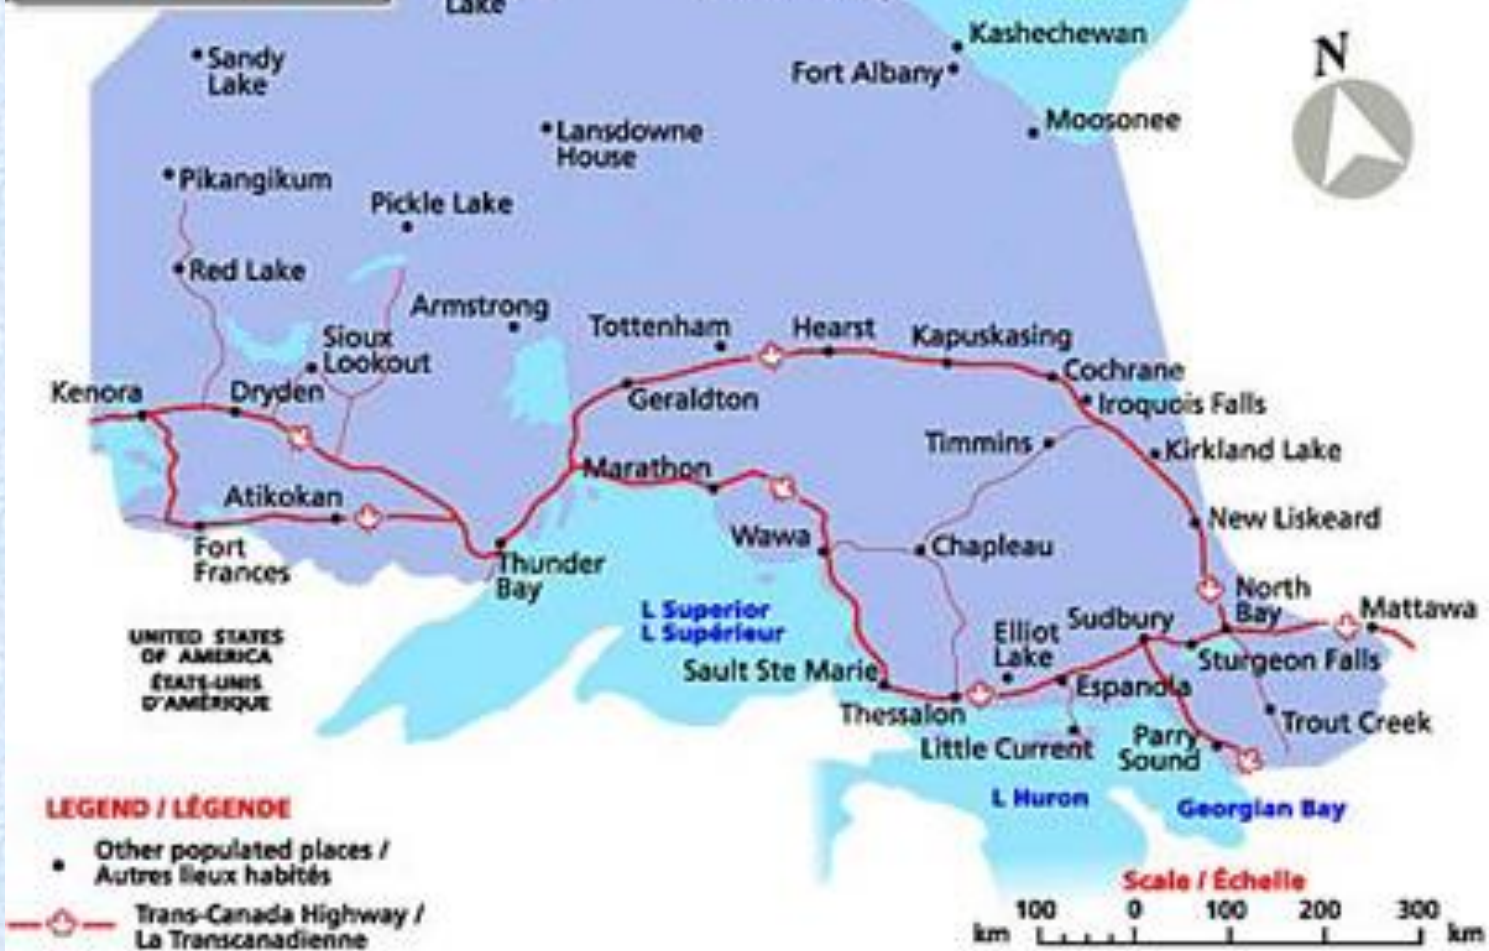 Lake
Kashechewan
Sandy
Lake
Fort Albany
N
Moosonee
Lansdowne
House
Pikangikum
Pickle Lake
Red Lake
Armstrong
Tottenham
Hearst
Kapuskasing
Sioux
Lookout
Kenora
Dryden
Geraldton
Cochrane
Iroquois Falls
Timmins
Kirkland Lake
Marathon
Atikokan
New Liskeard
Wawa
Chapleau
Fort
Frances
Thunder
Bay
North
Bay
Mattawa
L Superior
L Supérieur
Sudbury
Elliot
Lake
UNITED STATES
OF AMERICA
ÉTATS-UNIS
D'AMÉRIQUE
Sault Ste Marie
Sturgeon Falls
Espanola
Thessalon
Trout Creek
Little Current
Parry
Sound
L Huron
Georgian Bay
LEGEND / LÉGENDE
Other populated places /
Autres lieux habités
Trans-Canada Highway /
La Transcanadienne
Scale / Échelle
100 0 100 200 300
km km